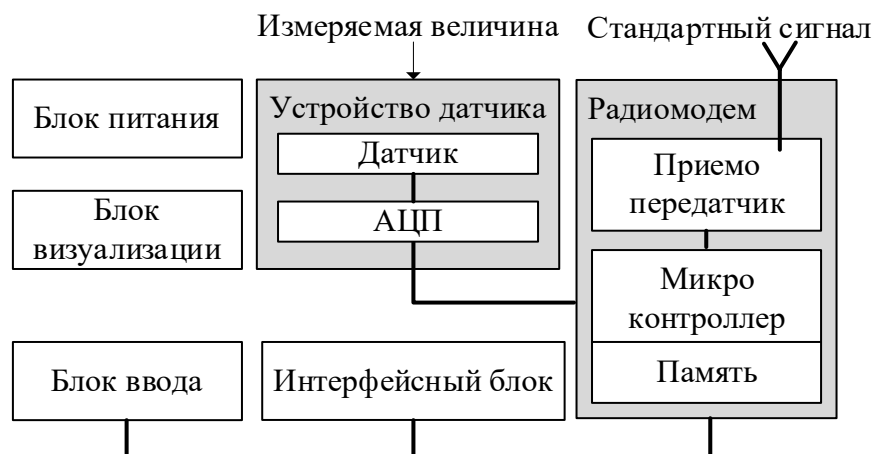 Измеряемая величина
Стандартный сигнал
Блок питания
Устройство датчика
Датчик
АЦП
Радиомодем
Приемо
передатчик
Блок
визуализации
Микро
контроллер
Память
Блок ввода
Интерфейсный блок